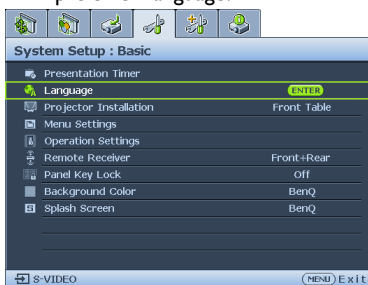 System Setup : Basic
Presentation Timer
Language ENTER
Projector Installation Front Table
Menu Settings
Operation Settings
Remote Receiver Front+Rear
Panel Key Lock Off
Background Color BenQ
Splash Screen BenQ
S-VIDEO MENU Exit